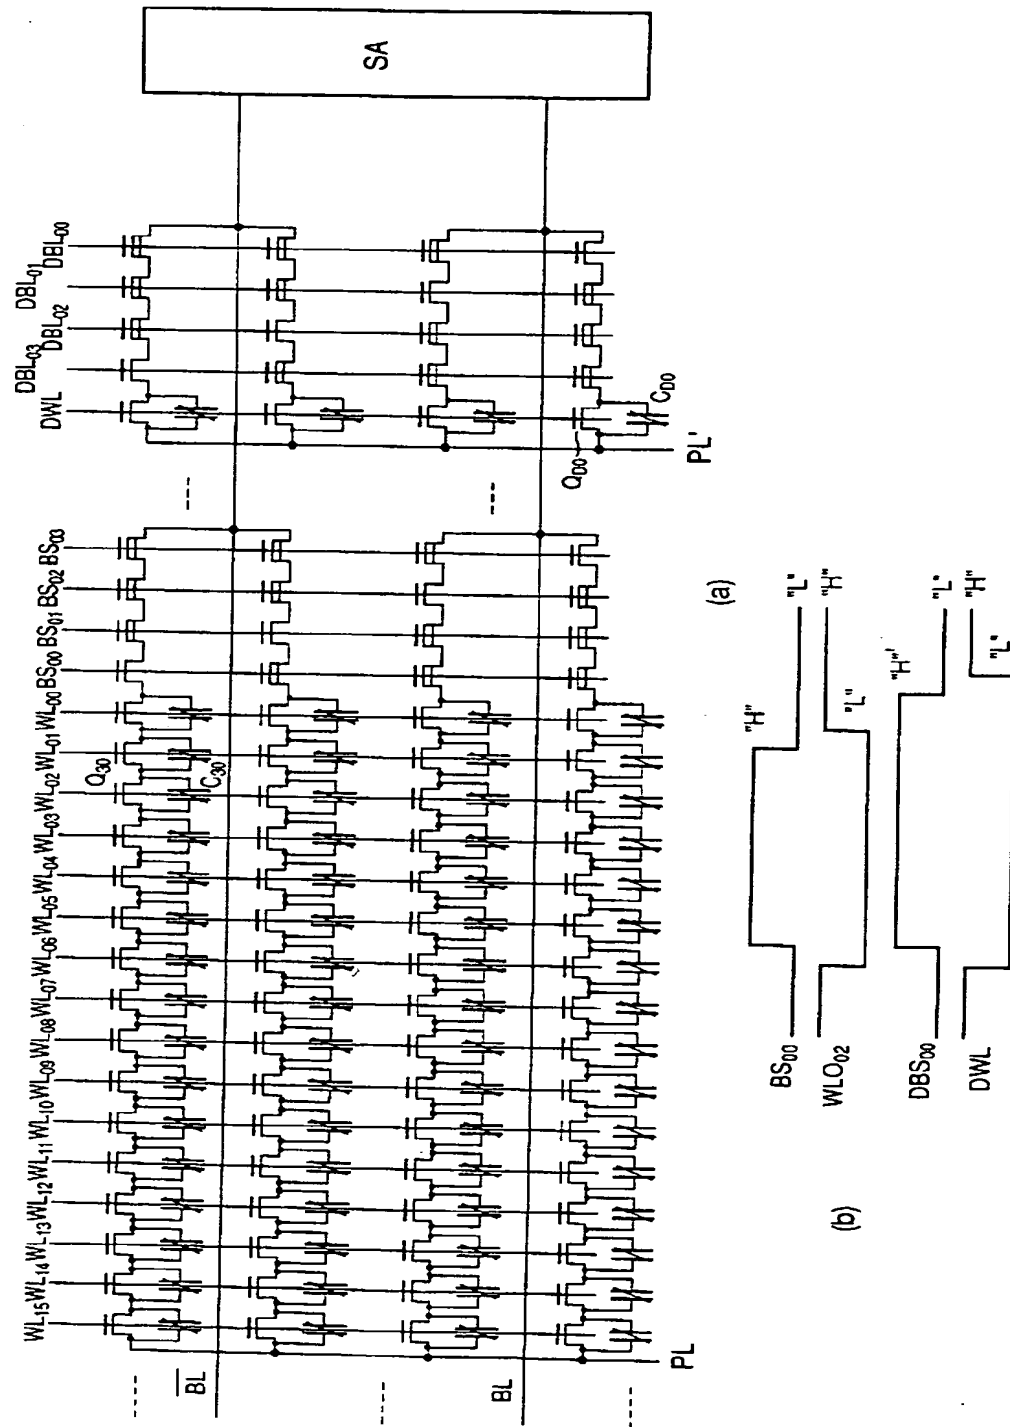 SA
DBL00
DBL01
DBL02
DBL03
DWL
CD0
QD0
PL'
BS03
BS02
BS01
BS00
WL00
WL01
WL02
WL03
WL04
WL05
WL06
WL07
WL08
WL09
WL10
WL11
WL12
WL13
WL14
WL15
Q30
C30
BL
BL
PL
(a)
BS00
"H"
"L"
WLO02
"L"
"H"
DBS00
"H"'
"L"
DWL
"L"
"H"
(b)